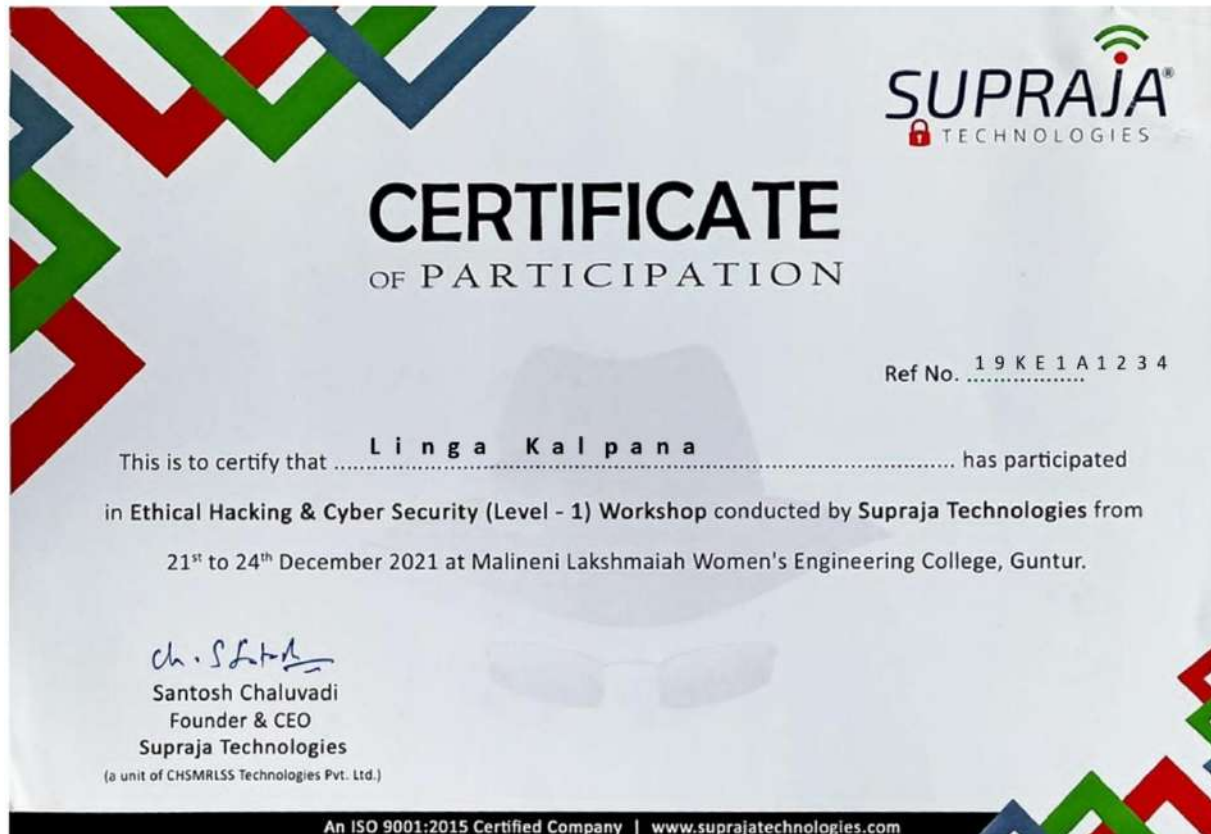 SUPRAJA®
TECHNOLOGIES
CERTIFICATE
OF PARTICIPATION
Ref No. 19KE1A1234
This is to certify that Linga Kalpana has participated
in Ethical Hacking & Cyber Security (Level - 1) Workshop conducted by Supraja Technologies from
21st to 24th December 2021 at Malineni Lakshmaiah Women's Engineering College, Guntur.
Santosh Chaluvadi
Founder & CEO
Supraja Technologies
(a unit of CHSMRLSS Technologies Pvt. Ltd.)
An ISO 9001:2015 Certified Company | www.suprajatechnologies.com